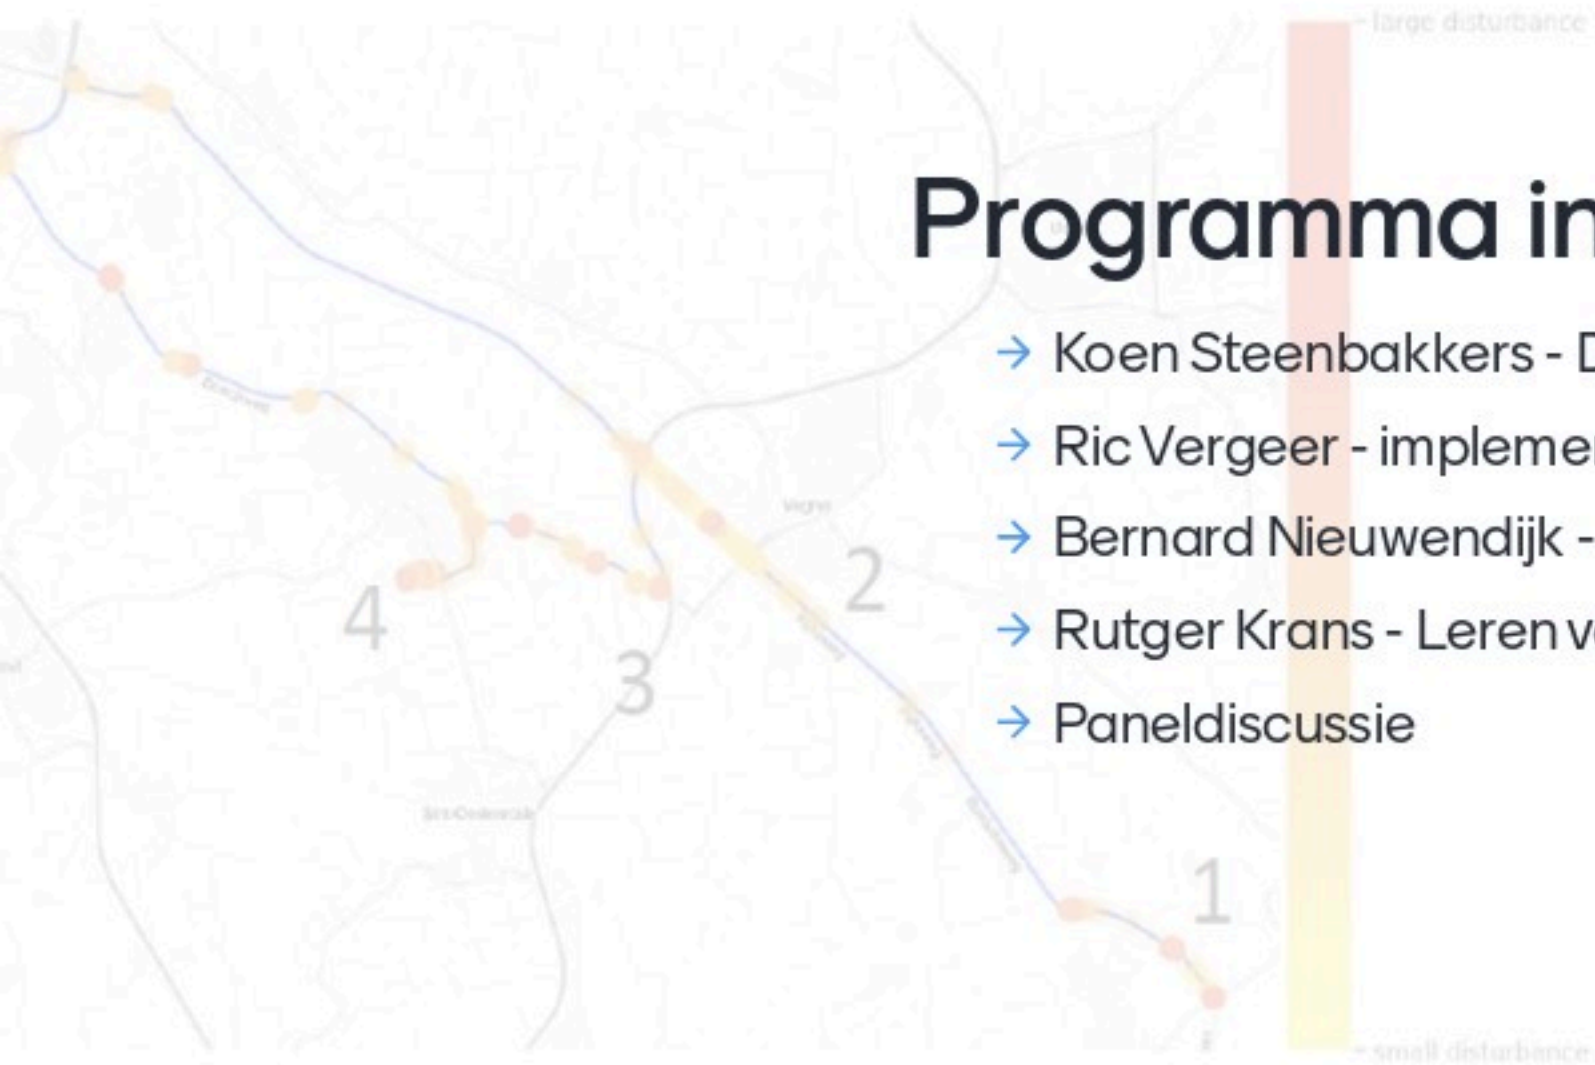 large disturbance
Programma in
→ Koen Steenbakkers - D
→ Ric Vergeer - impleme
→ Bernard Nieuwendijk -
→ Rutger Krans - Leren v
→ Paneldiscussie
Veghel
2
4
3
1
small disturbance